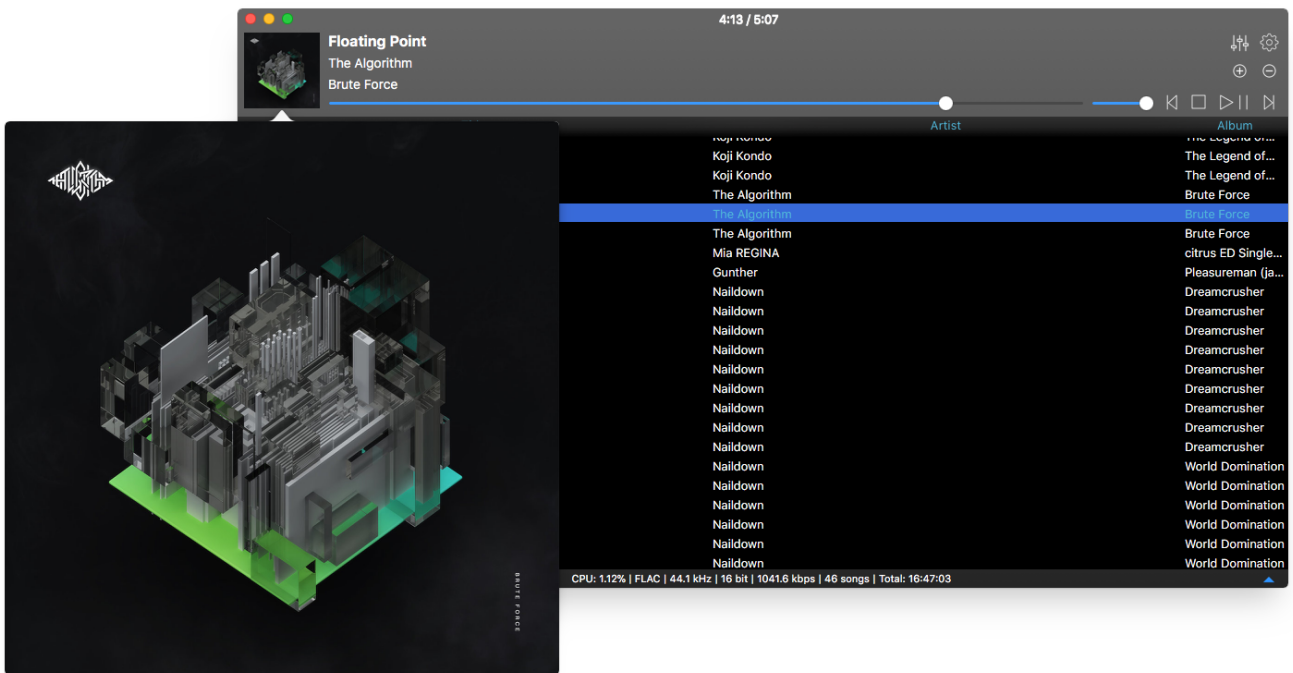 4:13 / 5:07
Floating Point
The Algorithm
Brute Force
Artist Album
Koji Kondo The Legend of...
Koji Kondo The Legend of...
Koji Kondo The Legend of...
The Algorithm Brute Force
The Algorithm Brute Force
The Algorithm Brute Force
Mia REGINA citrus ED Single...
Gunther Pleasureman (ja...
Naildown Dreamcrusher
Naildown Dreamcrusher
Naildown Dreamcrusher
Naildown Dreamcrusher
Naildown Dreamcrusher
Naildown Dreamcrusher
Naildown Dreamcrusher
Naildown Dreamcrusher
Naildown Dreamcrusher
Naildown World Domination
Naildown World Domination
Naildown World Domination
Naildown World Domination
Naildown World Domination
Naildown World Domination
CPU: 1.12% | FLAC | 44.1 kHz | 16 bit | 1041.6 kbps | 46 songs | Total: 16:47:03
BRUTE FORCE